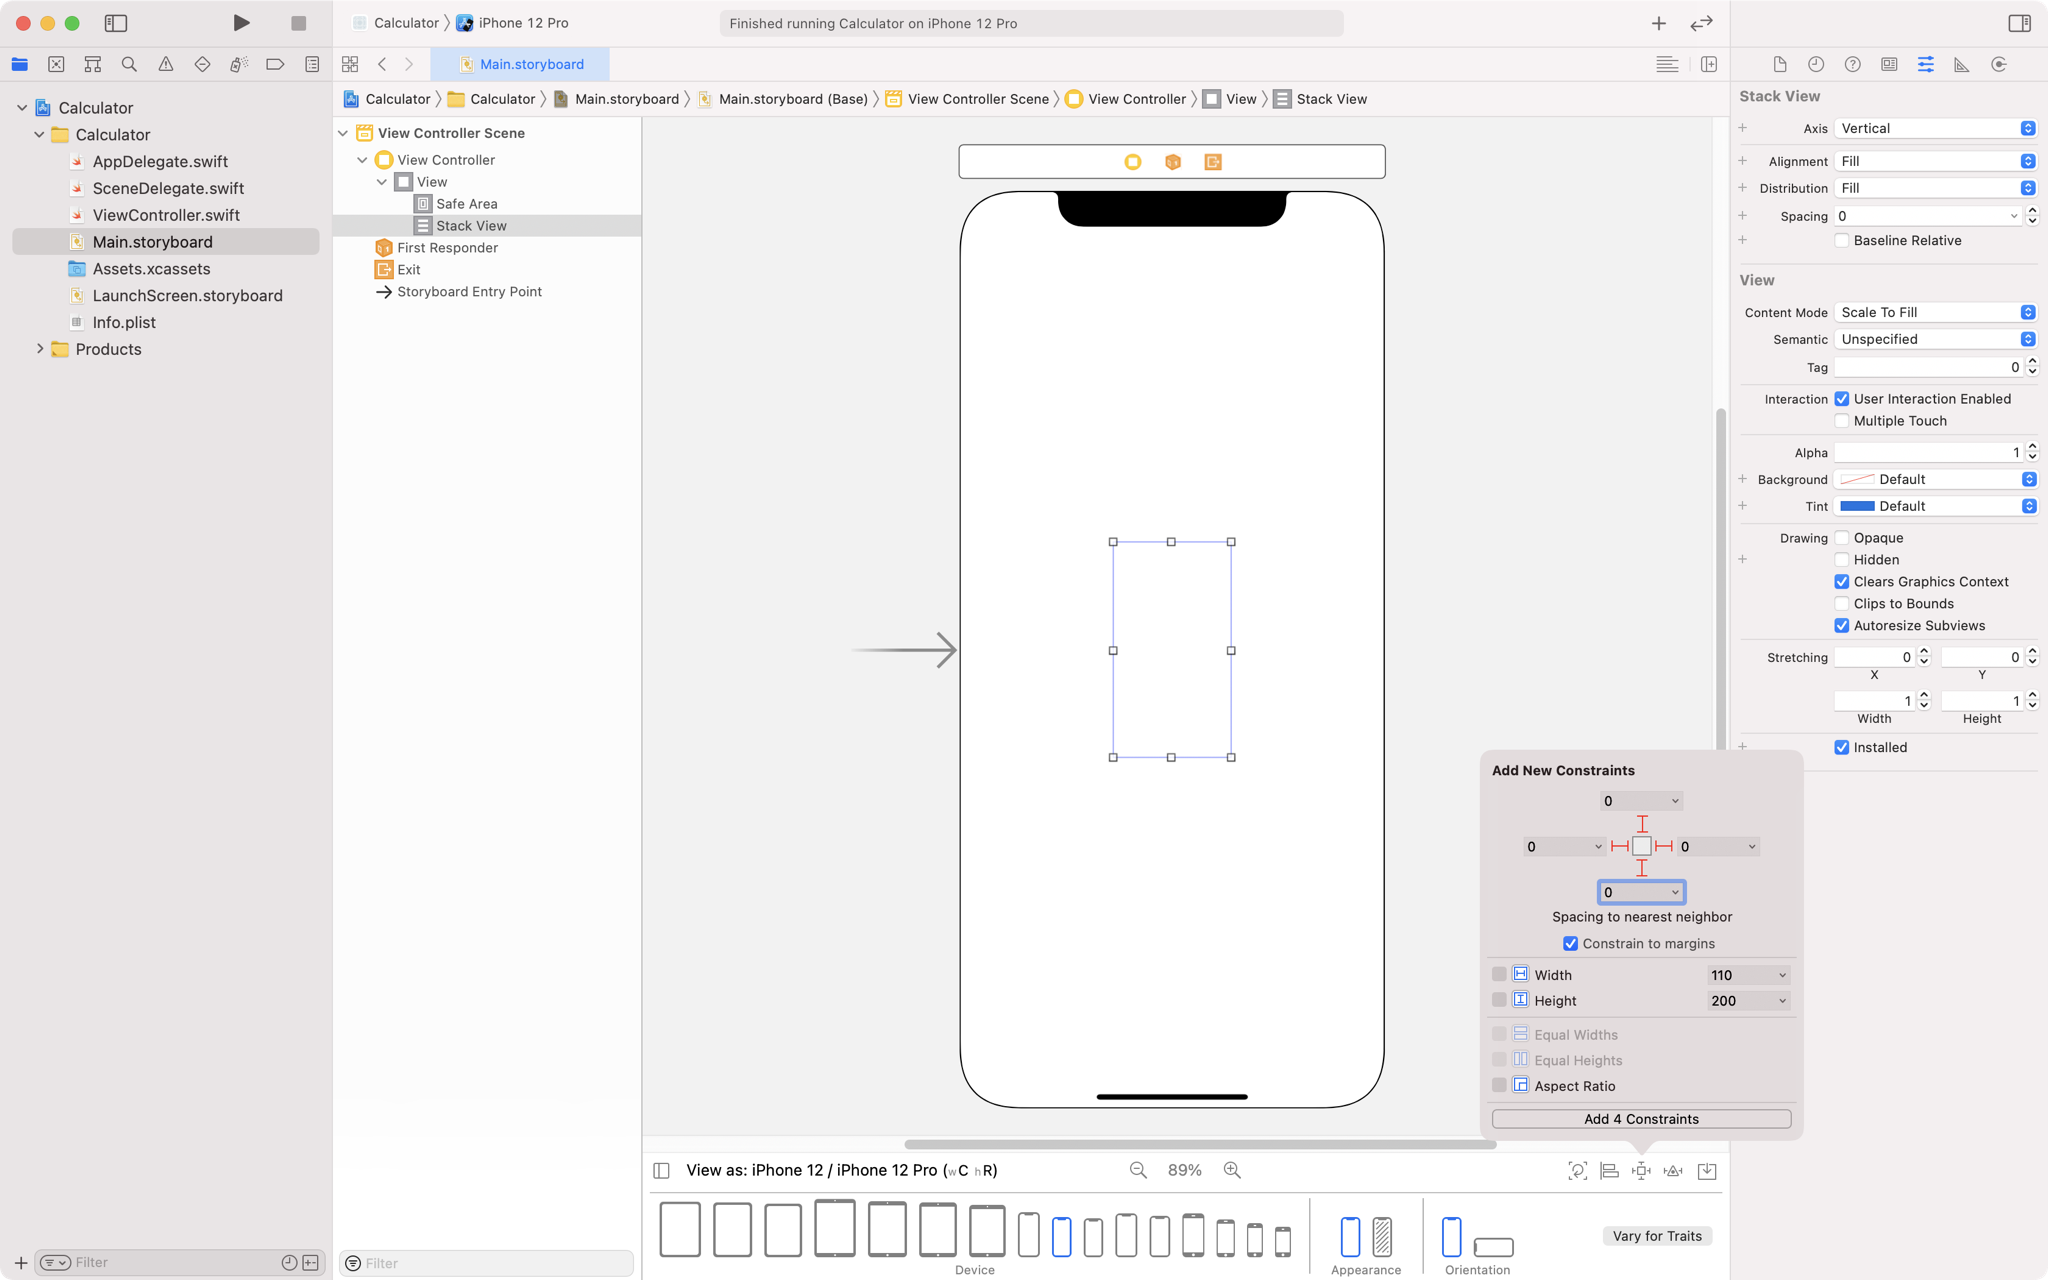 Calculator
iPhone 12 Pro
Finished running Calculator on iPhone 12 Pro
Main.storyboard
Calculator
Calculator
AppDelegate.swift
SceneDelegate.swift
ViewController.swift
Main.storyboard
Assets.xcassets
LaunchScreen.storyboard
Info.plist
Products
Filter
Calculator
Calculator
Main.storyboard
Main.storyboard (Base)
View Controller Scene
View Controller
View
Stack View
View Controller Scene
View Controller
View
Safe Area
Stack View
First Responder
Exit
Storyboard Entry Point
Filter
View as: iPhone 12 / iPhone 12 Pro (wC hR)
89%
Device
Appearance
Orientation
Vary for Traits
Add New Constraints
0
0
0
0
Spacing to nearest neighbor
Constrain to margins
Width 110
Height 200
Equal Widths
Equal Heights
Aspect Ratio
Add 4 Constraints
Stack View
Axis Vertical
Alignment Fill
Distribution Fill
Spacing 0
Baseline Relative
View
Content Mode Scale To Fill
Semantic Unspecified
Tag 0
Interaction User Interaction Enabled
Multiple Touch
Alpha 1
Background Default
Tint Default
Drawing Opaque
Hidden
Clears Graphics Context
Clips to Bounds
Autoresize Subviews
Stretching 0 0
X Y
1 1
Width Height
Installed